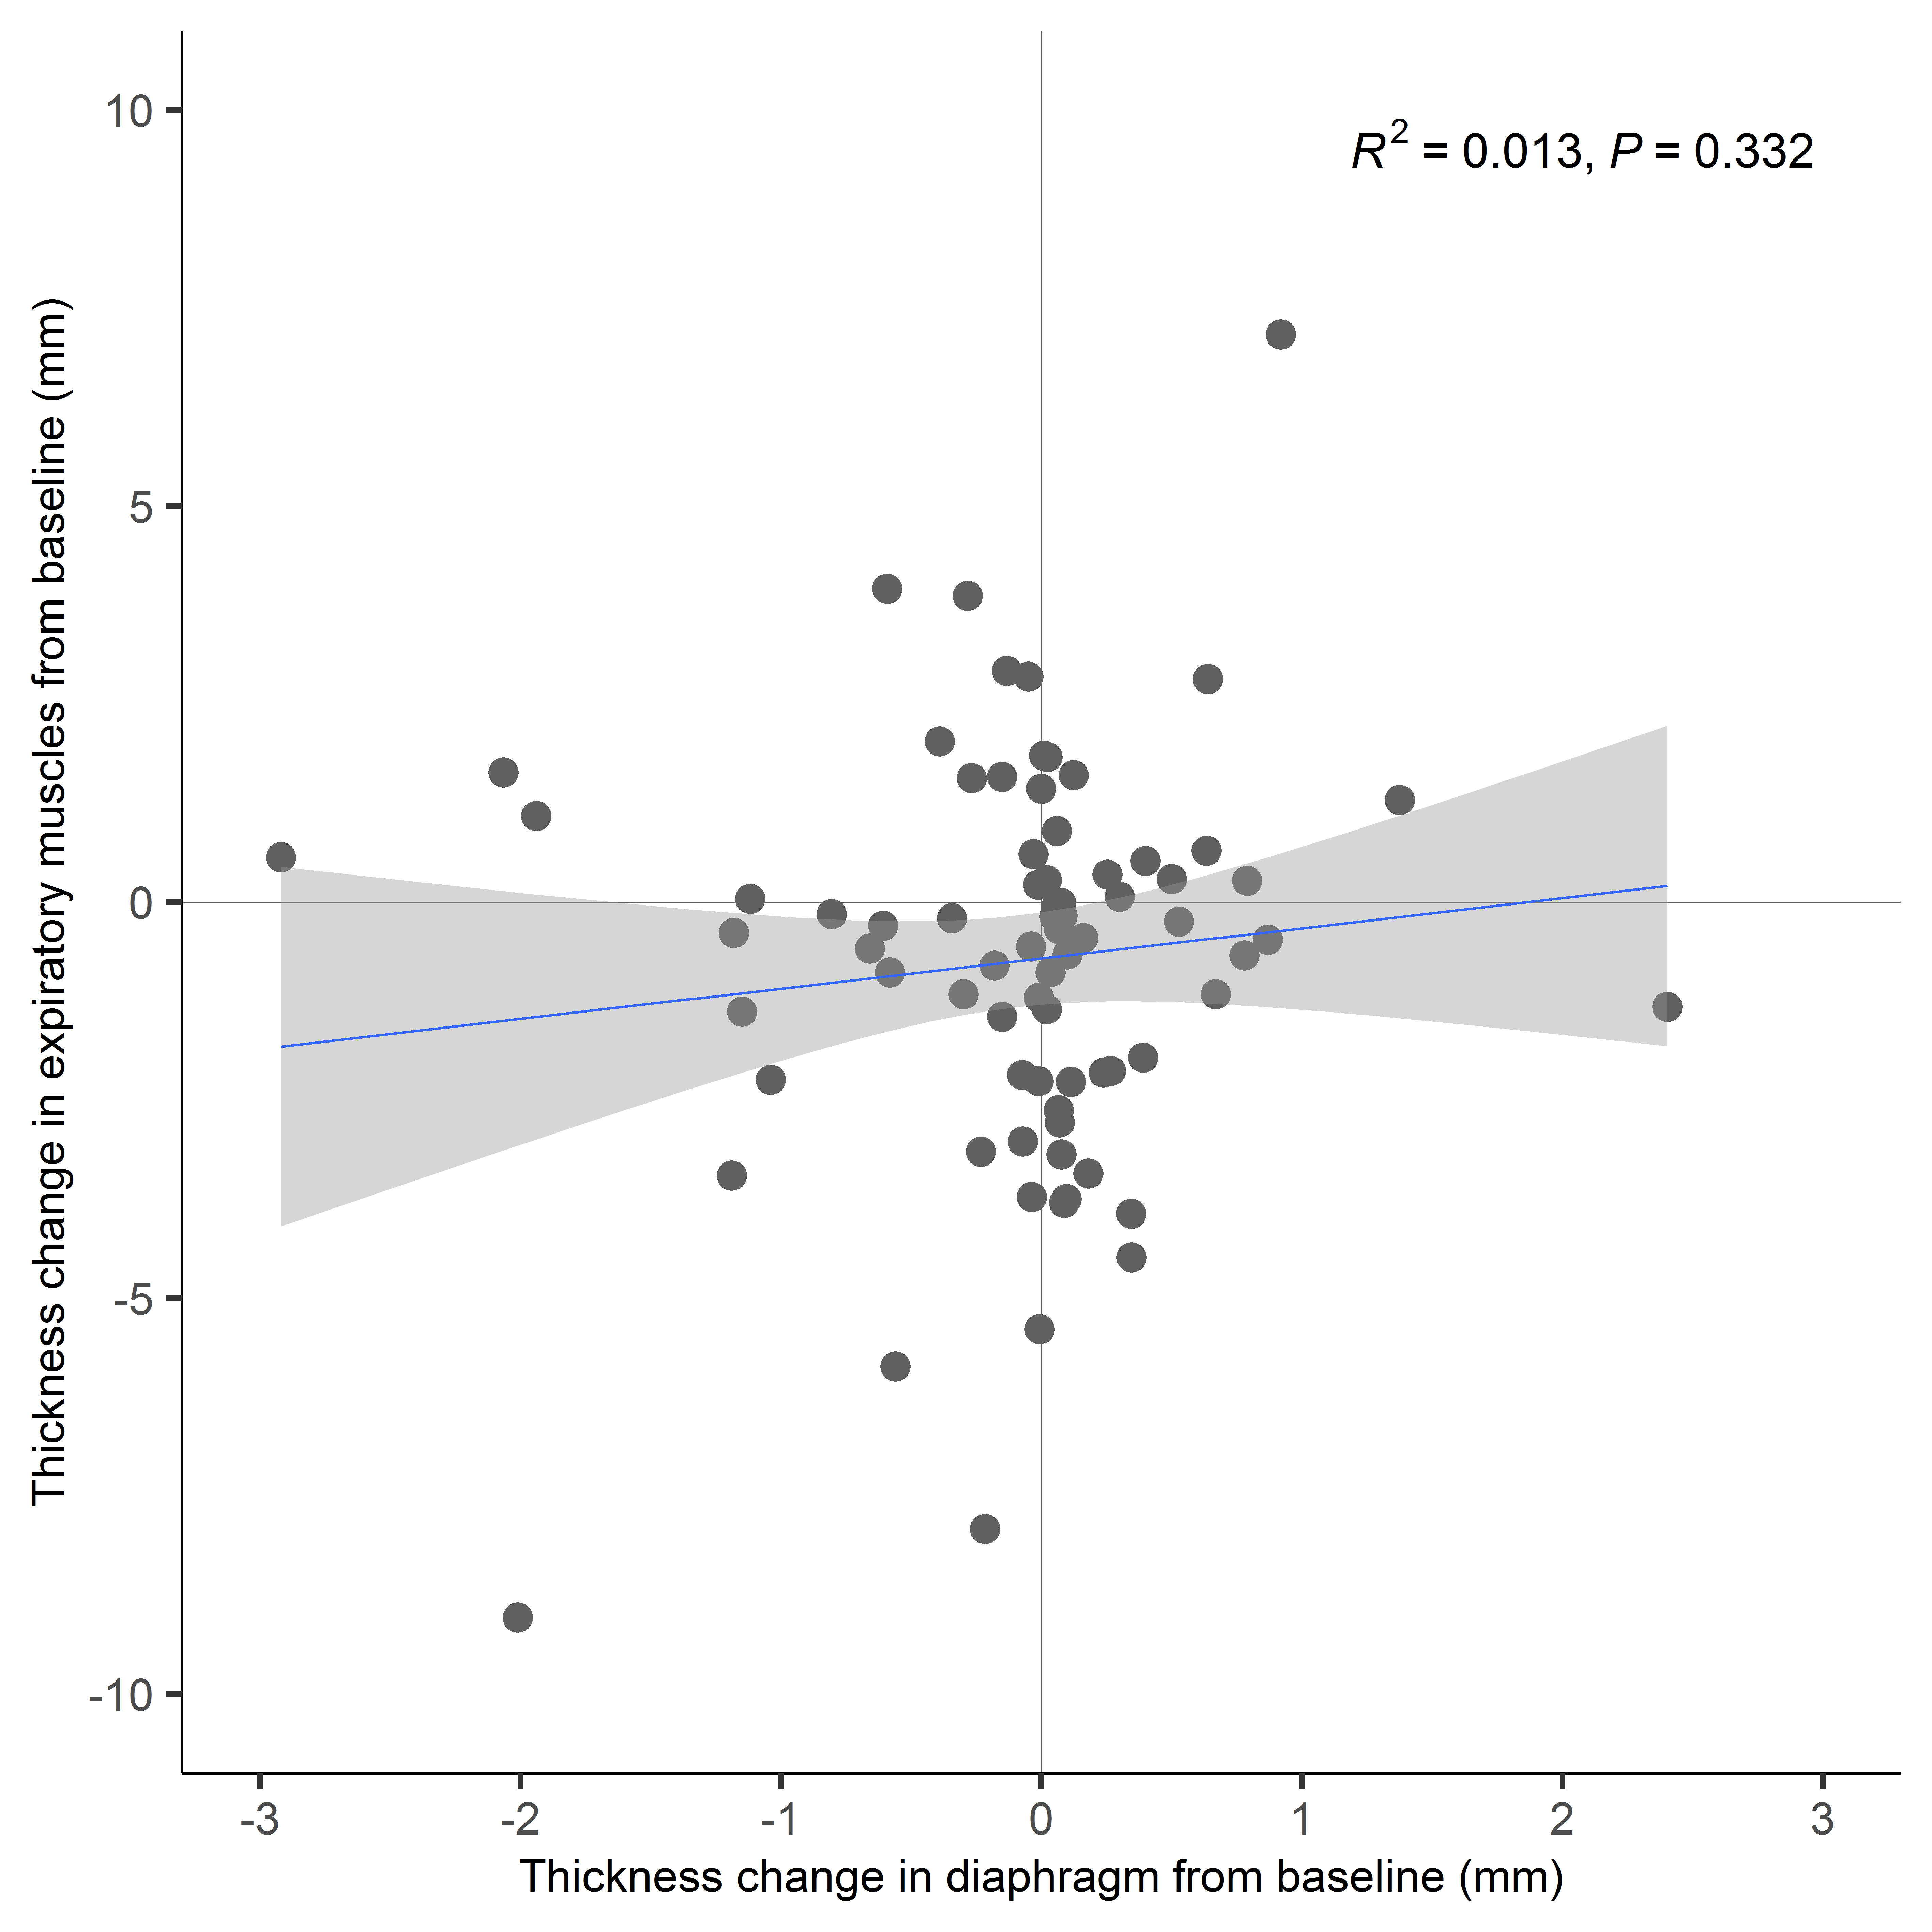 R² = 0.013, P = 0.332
Thickness change in expiratory muscles from baseline (mm)
10
5
0
-5
-10
-3 -2 -1 0 1 2 3
Thickness change in diaphragm from baseline (mm)